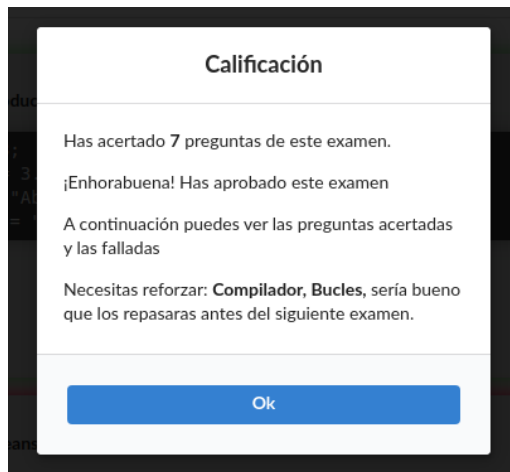 Calificación
Has acertado 7 preguntas de este examen.
¡Enhorabuena! Has aprobado este examen
A continuación puedes ver las preguntas acertadas
y las falladas
Necesitas reforzar: Compilador, Bucles, sería bueno
que los repasaras antes del siguiente examen.
Ok